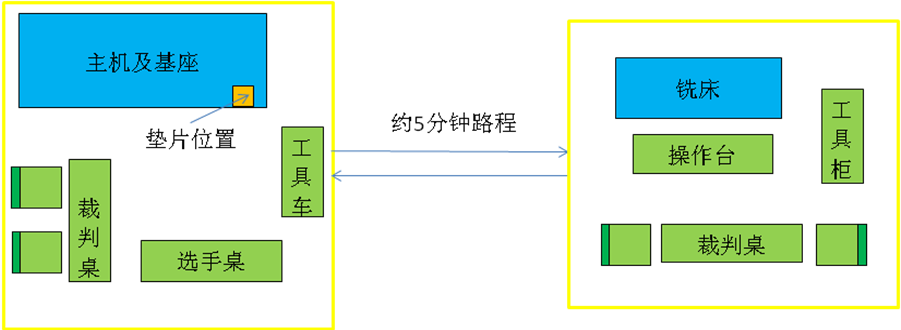 主机及基座
垫片位置
工具车
裁判桌
选手桌
约5分钟路程
铣床
操作台
工具柜
裁判桌